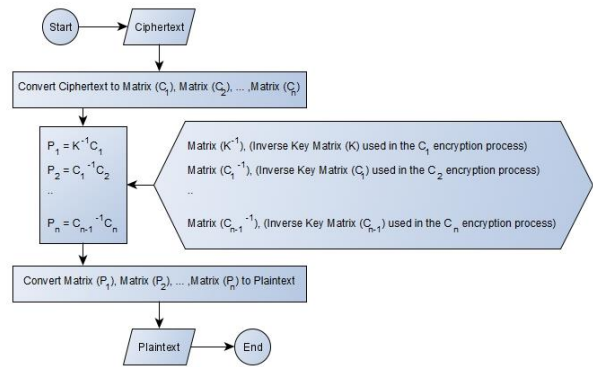 Start
Ciphertext
Convert Ciphertext to Matrix (C₁), Matrix (C₂), ... ,Matrix (Cₙ)
P₁ = K⁻¹C₁
P₂ = C₁⁻¹C₂
..
Pₙ = Cₙ₋₁⁻¹Cₙ
Matrix (K⁻¹), (Inverse Key Matrix (K) used in the C₁ encryption process)
Matrix (C₁⁻¹), (Inverse Key Matrix (C₁) used in the C₂ encryption process)
..
Matrix (Cₙ₋₁⁻¹), (Inverse Key Matrix (Cₙ₋₁) used in the Cₙ encryption process)
Convert Matrix (P₁), Matrix (P₂), ... ,Matrix (Pₙ) to Plaintext
Plaintext
End